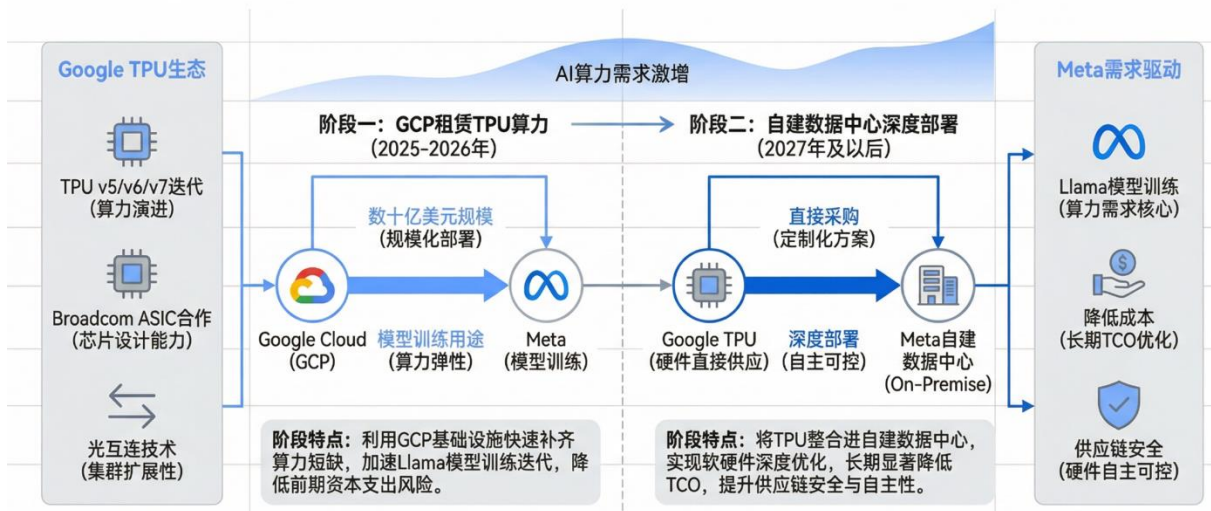 Google TPU生态
TPU v5/v6/v7迭代
（算力演进）
Broadcom ASIC合作
（芯片设计能力）
光互连技术
（集群扩展性）
AI算力需求激增
阶段一：GCP租赁TPU算力
（2025-2026年）
数十亿美元规模
（规模化部署）
Google Cloud
（GCP）
模型训练用途
（算力弹性）
Meta
（模型训练）
阶段特点：利用GCP基础设施快速补齐
算力短缺，加速Llama模型训练迭代，降
低前期资本支出风险。
阶段二：自建数据中心深度部署
（2027年及以后）
直接采购
（定制化方案）
Google TPU
（硬件直接供应）
深度部署
（自主可控）
Meta自建
数据中心
（On-Premise）
阶段特点：将TPU整合进自建数据中心，
实现软硬件深度优化，长期显著降低
TCO，提升供应链安全与自主性。
Meta需求驱动
Llama模型训练
（算力需求核心）
降低成本
（长期TCO优化）
供应链安全
（硬件自主可控）